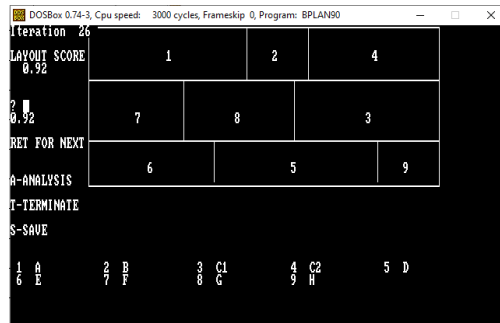 DOSBox 0.74-3, Cpu speed: 3000 cycles, Frameskip 0, Program: BPLAN90
Iteration 26
LAYOUT SCORE
0.92
1 2 4
?
0.92
7 8 3
RET FOR NEXT
6 5 9
A-ANALYSIS
T-TERMINATE
S-SAVE
1 A 2 B 3 C1 4 C2 5 D
6 E 7 F 8 G 9 H